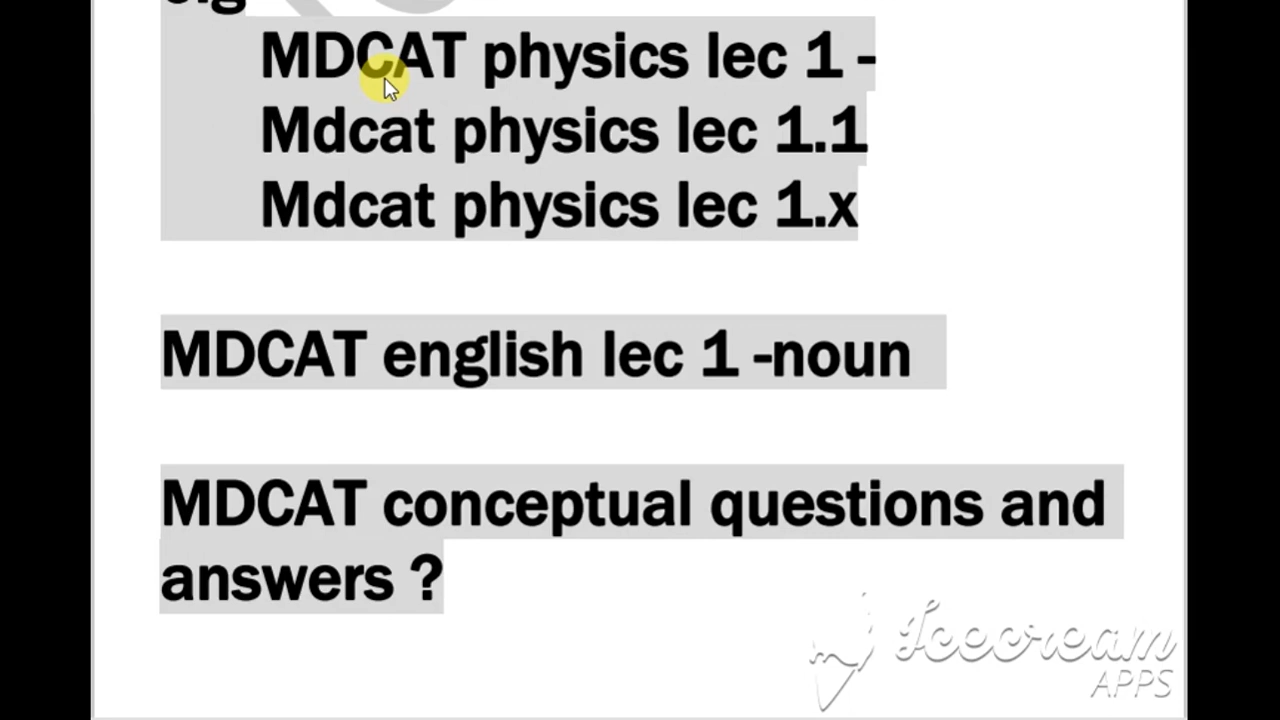 e.g
MDCAT physics lec 1 -
Mdcat physics lec 1.1
Mdcat physics lec 1.x
MDCAT english lec 1 -noun
MDCAT conceptual questions and
answers ?
Icecream
APPS